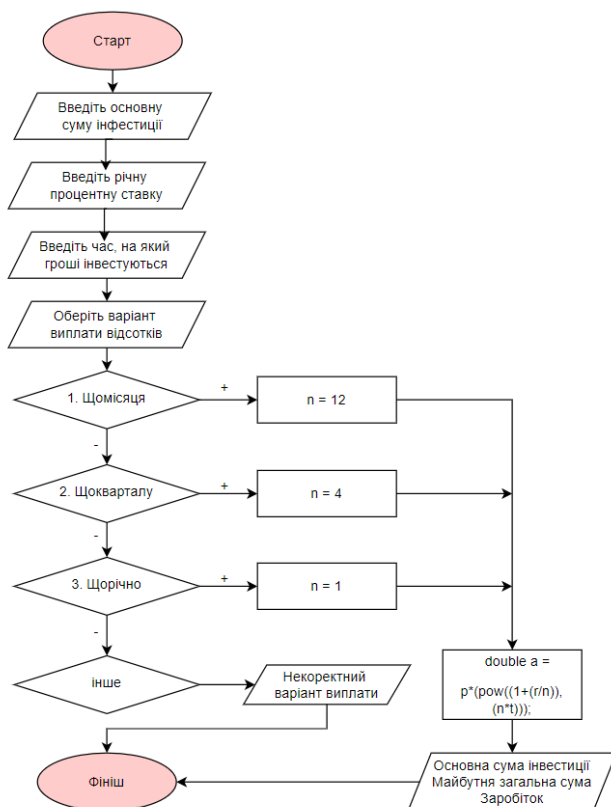 Старт
Введіть основну
суму інфестиції
Введіть річну
процентну ставку
Введіть час, на який
гроші інвестуються
Оберіть варіант
виплати відсотків
1. Щомісяця
+
n = 12
-
2. Щокварталу
+
n = 4
-
3. Щорічно
+
n = 1
-
інше
Некоректний
варіант виплати
double a =
p*(pow((1+(r/n)),
(n*t)));
Основна сума інвестиції
Майбутня загальна сума
Заробіток
Фініш